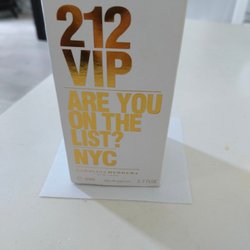 212
VIP
ARE YOU
ON THE
LIST?
NYC
CAROLINA HERRERA